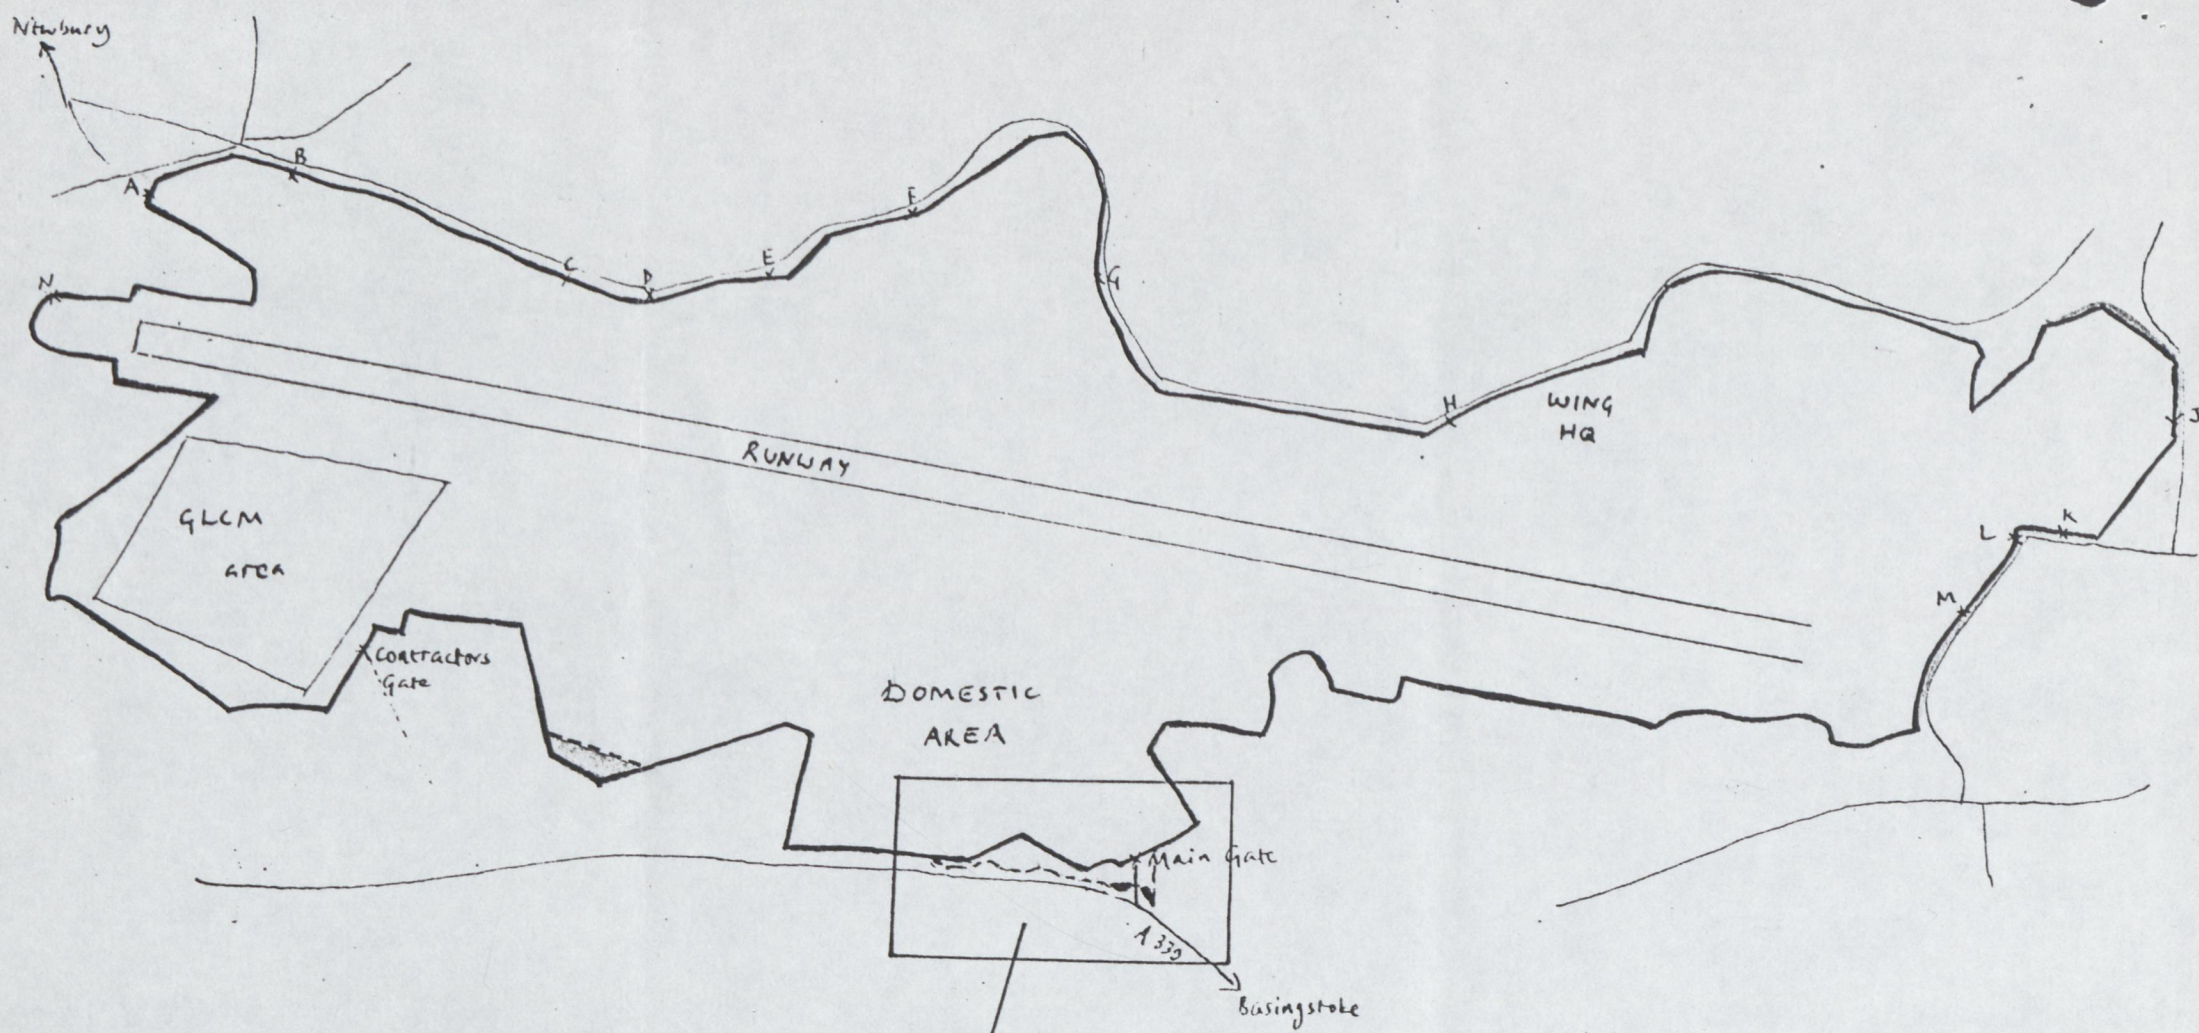 Newbury
B
A
F
E
C
D
G
N
H
WING
HQ
J
RUNWAY
GLCM
area
K
L
M
Contractors
Gate
DOMESTIC
AREA
Main Gate
A 339
Basingstoke